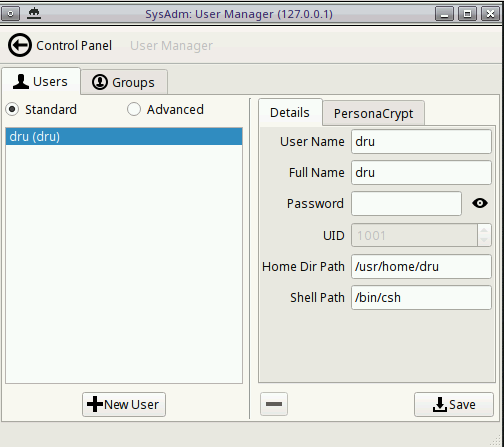 SysAdm: User Manager (127.0.0.1)
Control Panel User Manager
Users Groups
Standard Advanced
dru (dru)
New User
Details PersonaCrypt
User Name dru
Full Name dru
Password
UID 1001
Home Dir Path /usr/home/dru
Shell Path /bin/csh
Save